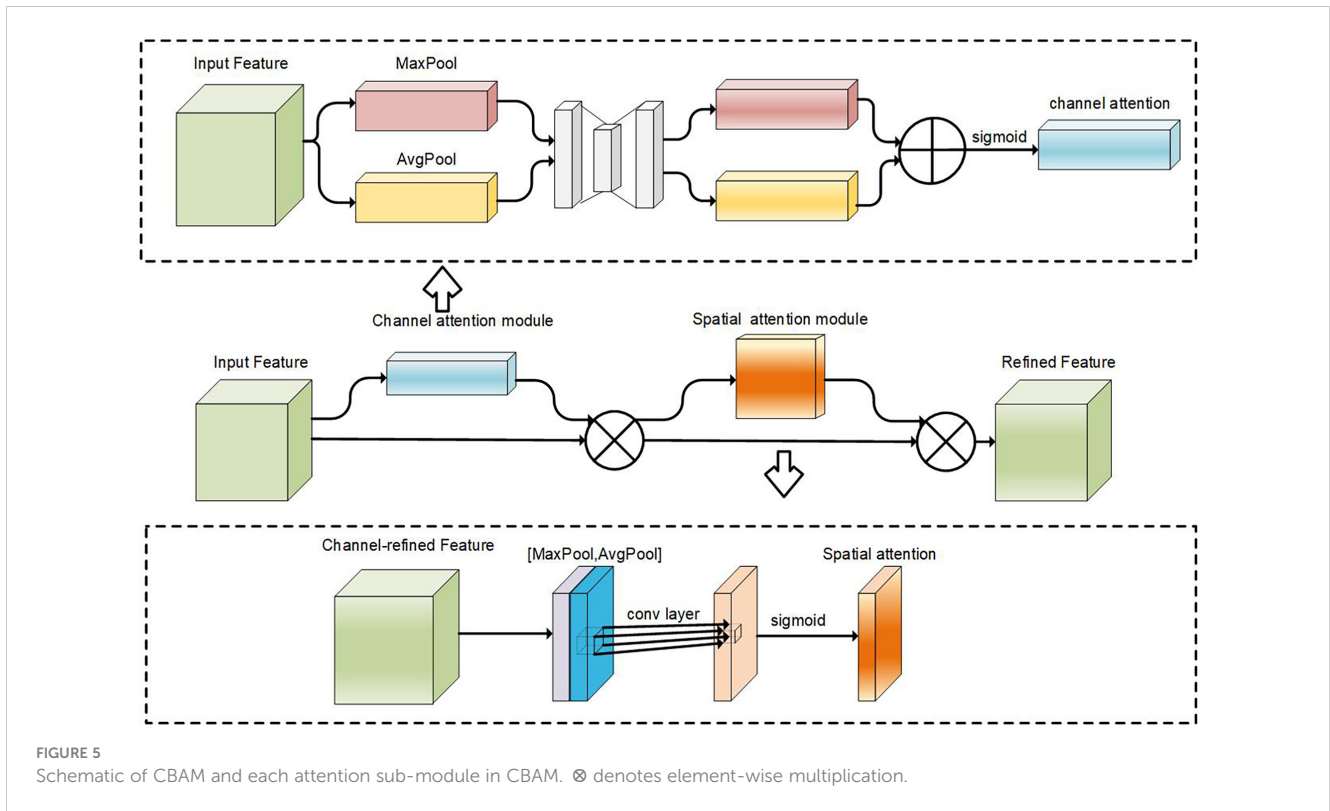 Input Feature
MaxPool
AvgPool
sigmoid
channel attention
Channel attention module
Spatial attention module
Input Feature
Refined Feature
Channel-refined Feature
[MaxPool,AvgPool]
conv layer
sigmoid
Spatial attention
FIGURE 5
Schematic of CBAM and each attention sub-module in CBAM. ⊗ denotes element-wise multiplication.